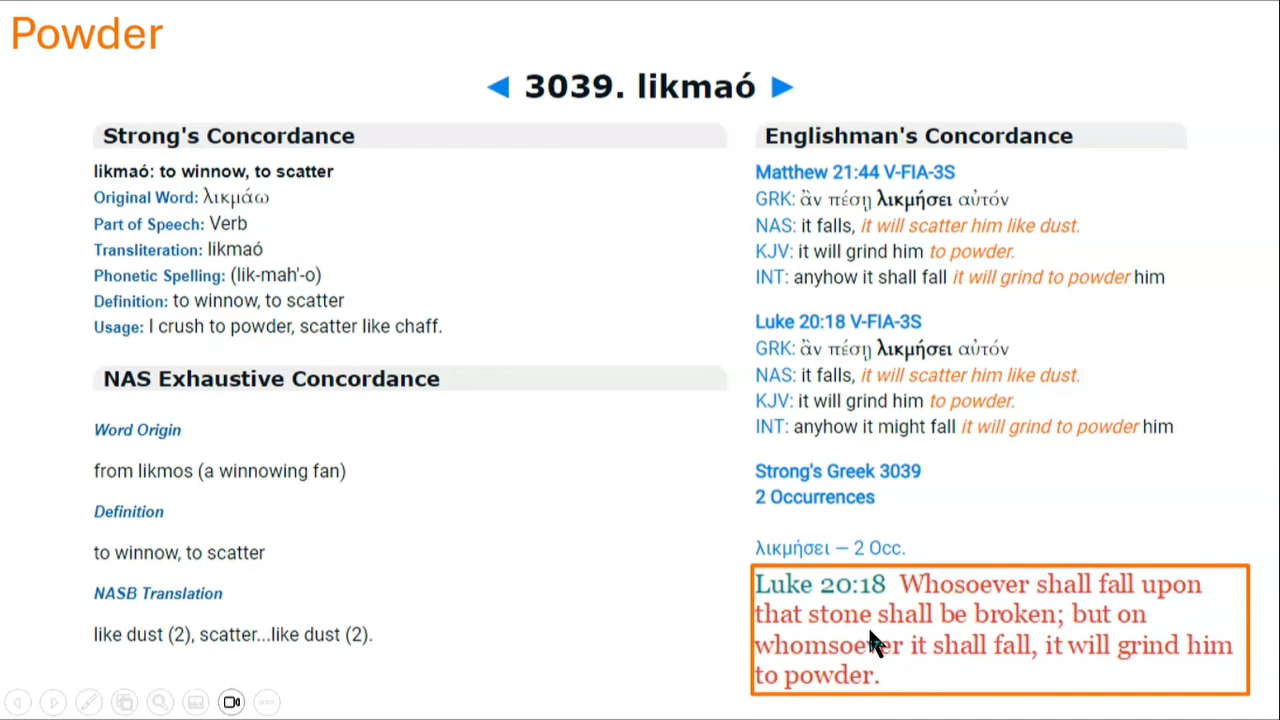 Powder
◄ 3039. likmaó ►
Strong's Concordance
likmaó: to winnow, to scatter
Original Word: λικμάω
Part of Speech: Verb
Transliteration: likmaó
Phonetic Spelling: (lik-mah'-o)
Definition: to winnow, to scatter
Usage: I crush to powder, scatter like chaff.
NAS Exhaustive Concordance
Word Origin
from likmos (a winnowing fan)
Definition
to winnow, to scatter
NASB Translation
like dust (2), scatter...like dust (2).
Englishman's Concordance
Matthew 21:44 V-FIA-3S
GRK: ἂν πέσῃ λικμήσει αὐτόν
NAS: it falls, it will scatter him like dust.
KJV: it will grind him to powder.
INT: anyhow it shall fall it will grind to powder him
Luke 20:18 V-FIA-3S
GRK: ἂν πέσῃ λικμήσει αὐτόν
NAS: it falls, it will scatter him like dust.
KJV: it will grind him to powder.
INT: anyhow it might fall it will grind to powder him
Strong's Greek 3039
2 Occurrences
λικμήσει — 2 Occ.
Luke 20:18 Whosoever shall fall upon
that stone shall be broken; but on
whomsoever it shall fall, it will grind him
to powder.